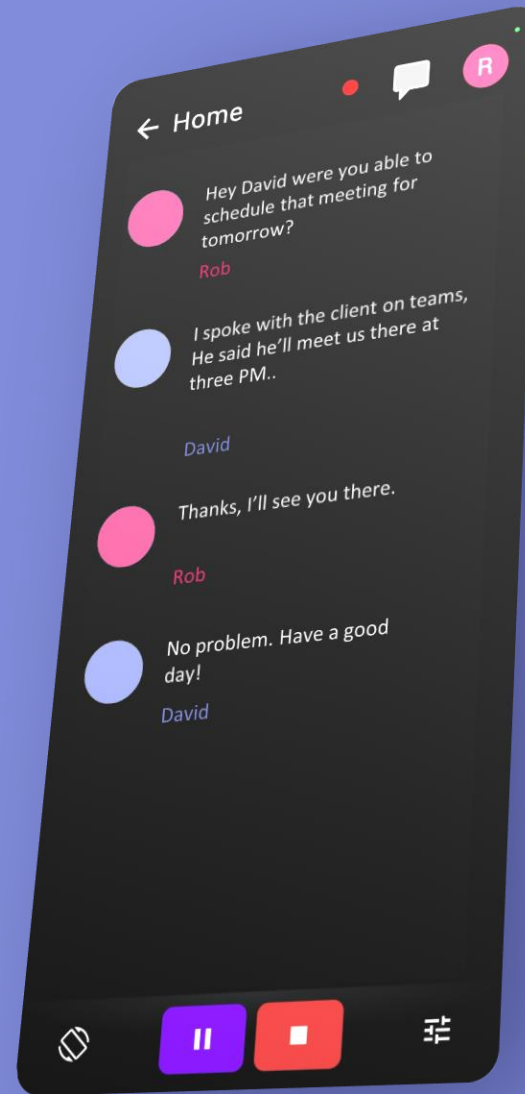 Home
R
Hey David were you able to
schedule that meeting for
tomorrow?
Rob
I spoke with the client on teams,
He said he’ll meet us there at
three PM..
David
Thanks, I’ll see you there.
Rob
No problem. Have a good
day!
David